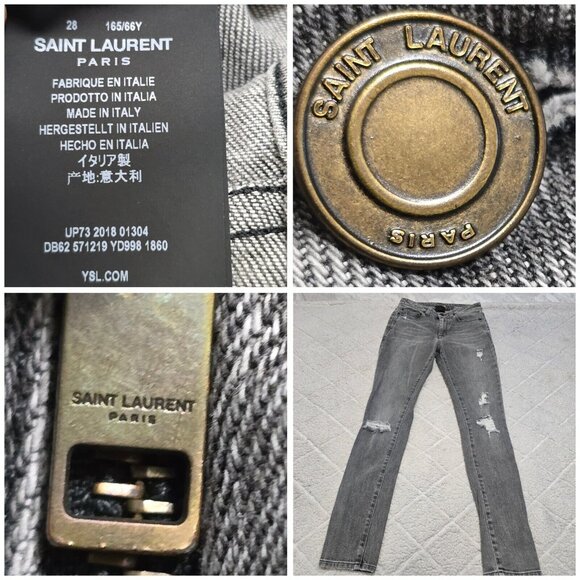 28 165/66Y
SAINT LAURENT
PARIS
FABRIQUE EN ITALIE
PRODOTTO IN ITALIA
MADE IN ITALY
HERGESTELLT IN ITALIEN
HECHO EN ITALIA
イタリア製
产地:意大利
UP73 2018 01304
DB62 571219 YD998 1860
YSL.COM
SAINT LAURENT
PARIS
SAINT LAURENT
PARIS